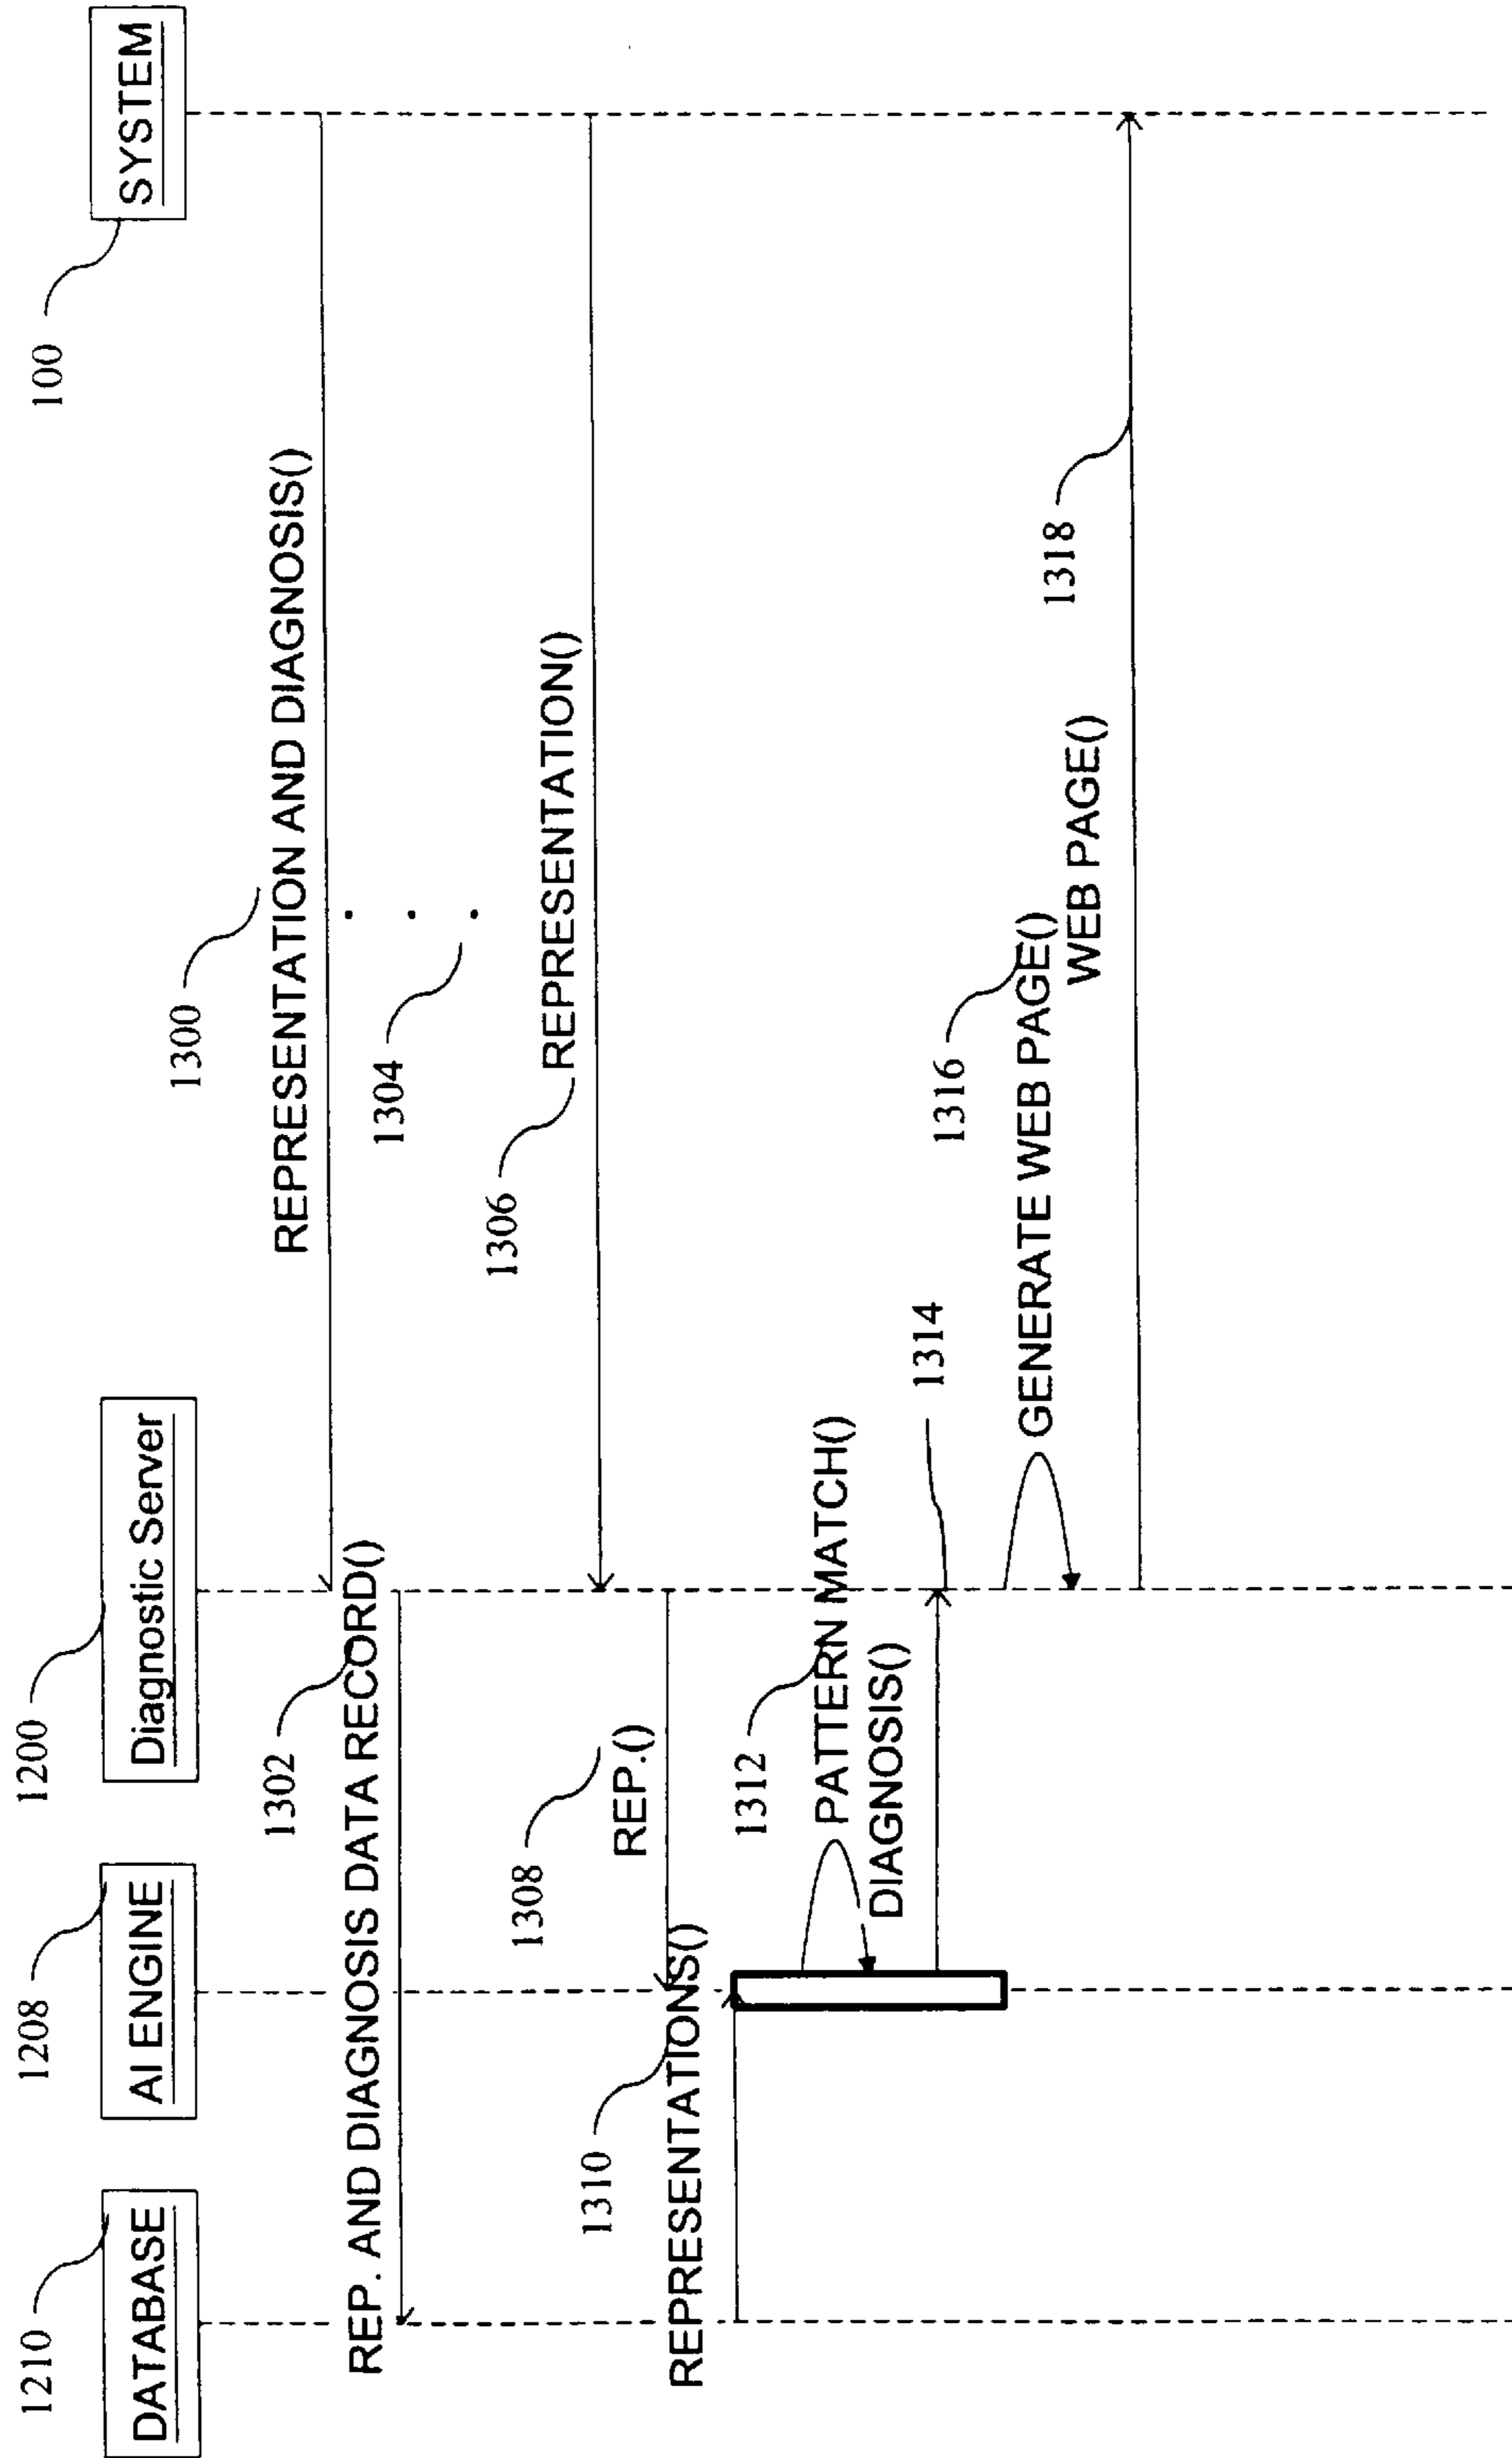 1210
DATABASE
1208
AI ENGINE
1200
Diagnostic Server
100
SYSTEM
1300
REPRESENTATION AND DIAGNOSIS()
1302
REP. AND DIAGNOSIS DATA RECORD()
1304
1306
REPRESENTATION()
1308
REP.()
1310
REPRESENTATIONS()
1312
PATTERN MATCH()
DIAGNOSIS()
1314
1316
GENERATE WEB PAGE()
1318
WEB PAGE()